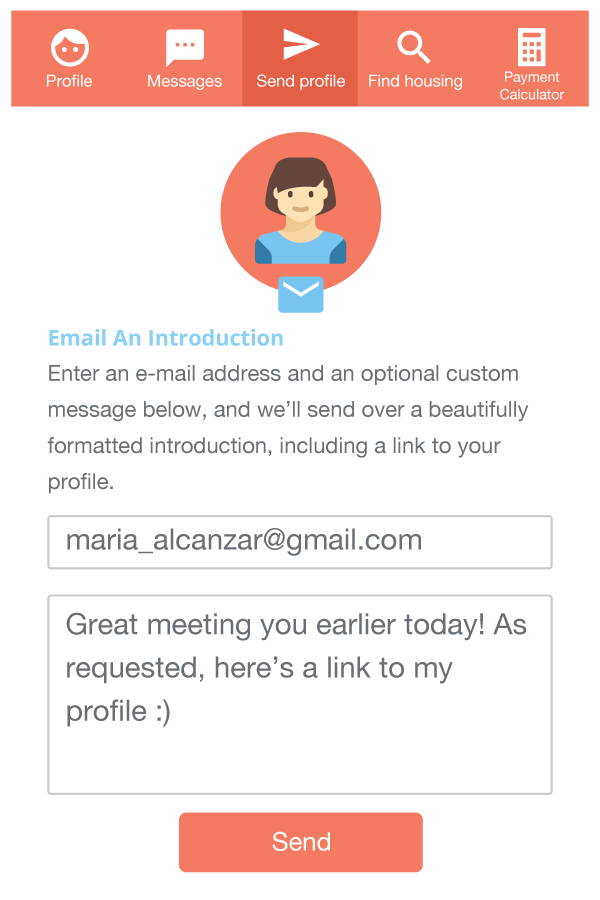 Profile
Messages
Send profile
Find housing
Payment
Calculator
Email An Introduction
Enter an e-mail address and an optional custom
message below, and we’ll send over a beautifully
formatted introduction, including a link to your
profile.
maria_alcanzar@gmail.com
Great meeting you earlier today! As
requested, here’s a link to my
profile :)
Send